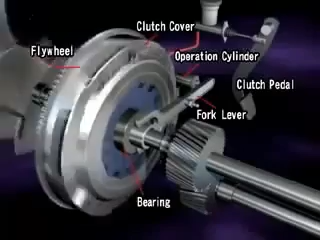 Clutch Cover
Flywheel
Operation Cylinder
Clutch Pedal
Fork Lever
Bearing